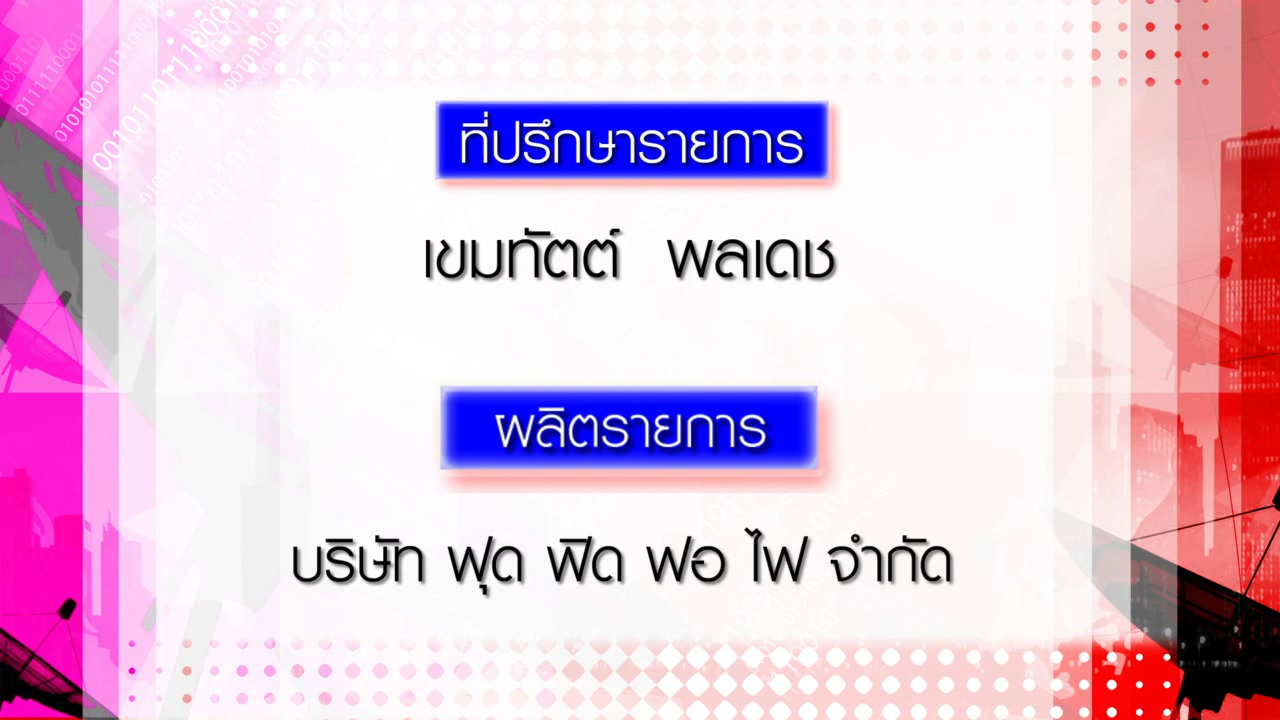 ที่ปรึกษารายการ
เขมทัตต์ พลเดช
ผลิตรายการ
บริษัท ฟุด ฟิด ฟอ ไฟ จำกัด